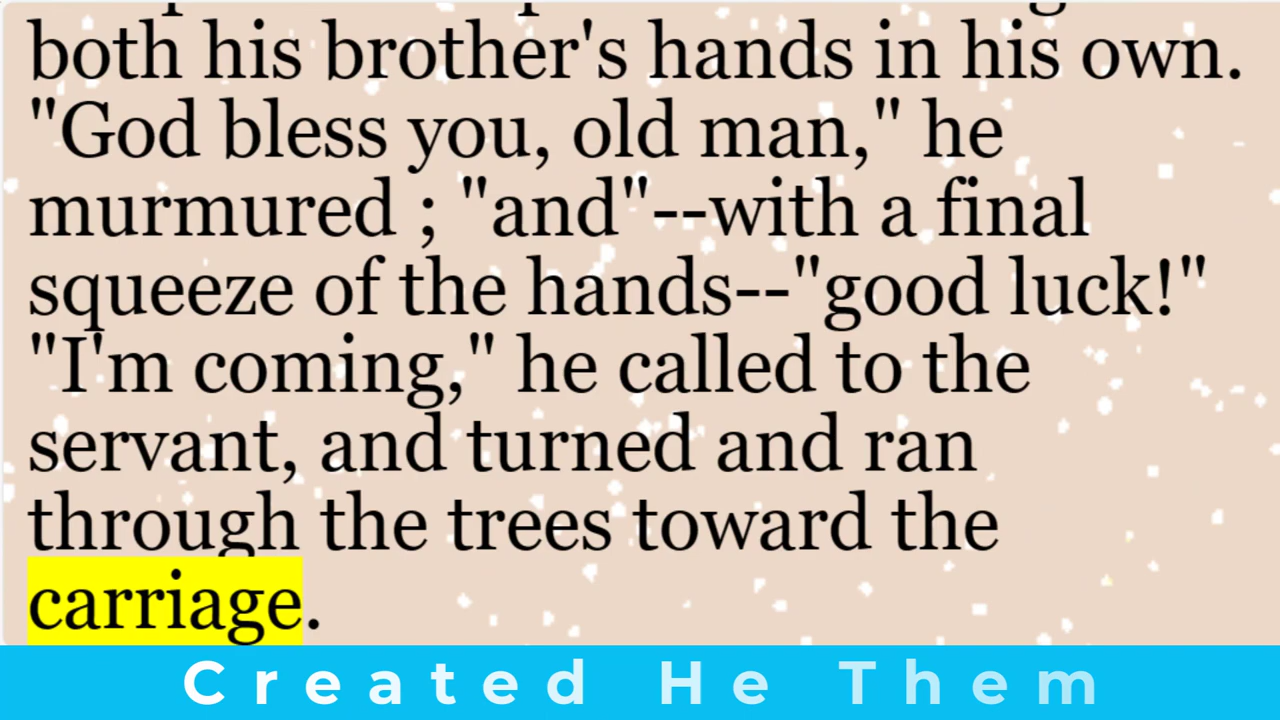 both his brother's hands in his own.
"God bless you, old man," he
murmured ; "and"--with a final
squeeze of the hands--"good luck!"
"I'm coming," he called to the
servant, and turned and ran
through the trees toward the
carriage.
Created He Them